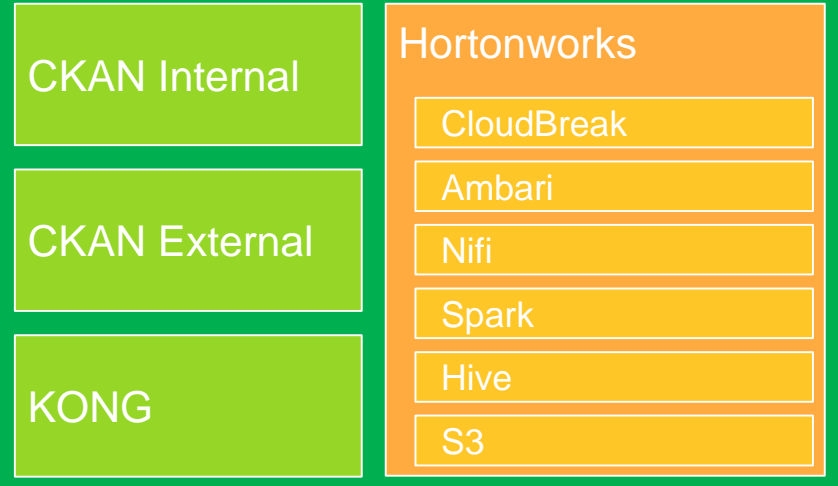 CKAN Internal
CKAN External
KONG
Hortonworks
CloudBreak
Ambari
Nifi
Spark
Hive
S3